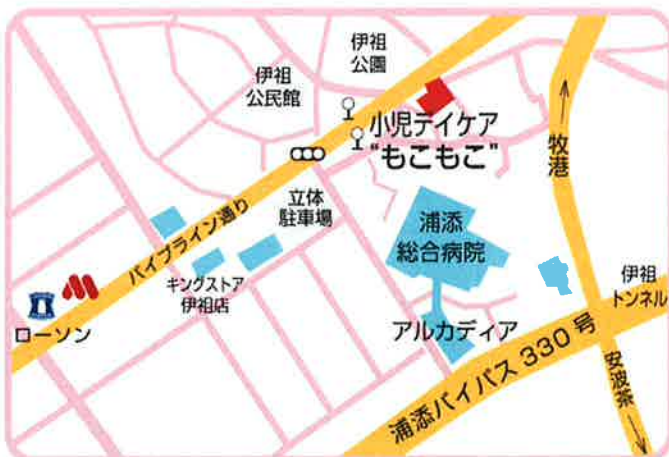 伊祖
公園
伊祖
公民館
小児デイケア
"もこもこ"
牧港
立体
駐車場
浦添
総合病院
パイプライン通り
キングストア
伊祖店
伊祖
トンネル
ローソン
アルカディア
浦添バイパス330号
安波茶